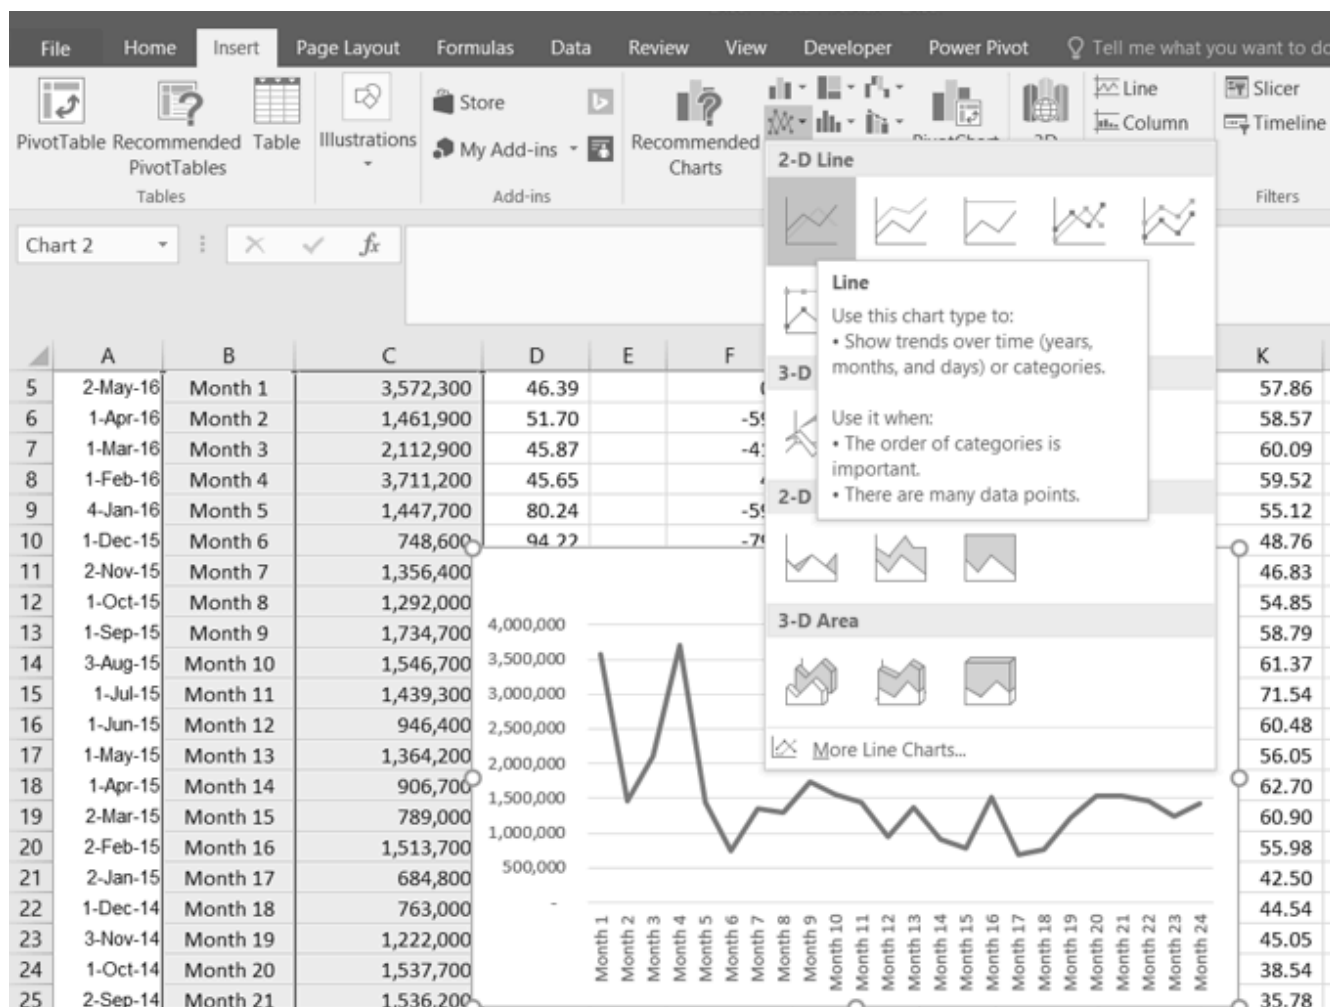 File Home Insert Page Layout Formulas Data Review View Developer Power Pivot Tell me what you want to do
PivotTable Recommended PivotTables Table
Tables
Illustrations
Store
My Add-ins
Add-ins
Recommended Charts
Line
Column
Slicer
Timeline
Filters
Chart 2 fx
2-D Line
Line
Use this chart type to:
• Show trends over time (years,
months, and days) or categories.
Use it when:
• The order of categories is
important.
• There are many data points.
3-D
2-D
3-D Area
More Line Charts...
A B C D E F K
5 2-May-16 Month 1 3,572,300 46.39 57.86
6 1-Apr-16 Month 2 1,461,900 51.70 -59 58.57
7 1-Mar-16 Month 3 2,112,900 45.87 60.09
8 1-Feb-16 Month 4 3,711,200 45.65 59.52
9 4-Jan-16 Month 5 1,447,700 80.24 -59 55.12
10 1-Dec-15 Month 6 748,600 94.22 -79 48.76
11 2-Nov-15 Month 7 1,356,400 46.83
12 1-Oct-15 Month 8 1,292,000 54.85
13 1-Sep-15 Month 9 1,734,700 58.79
14 3-Aug-15 Month 10 1,546,700 61.37
15 1-Jul-15 Month 11 1,439,300 71.54
16 1-Jun-15 Month 12 946,400 60.48
17 1-May-15 Month 13 1,364,200 56.05
18 1-Apr-15 Month 14 906,700 62.70
19 2-Mar-15 Month 15 789,000 60.90
20 2-Feb-15 Month 16 1,513,700 55.98
21 2-Jan-15 Month 17 684,800 42.50
22 1-Dec-14 Month 18 763,000 44.54
23 3-Nov-14 Month 19 1,222,000 45.05
24 1-Oct-14 Month 20 1,537,700 38.54
25 2-Sep-14 Month 21 1,536,200 35.78
4,000,000
3,500,000
3,000,000
2,500,000
2,000,000
1,500,000
1,000,000
500,000
-
Month 1
Month 2
Month 3
Month 4
Month 5
Month 6
Month 7
Month 8
Month 9
Month 10
Month 11
Month 12
Month 13
Month 14
Month 15
Month 16
Month 17
Month 18
Month 19
Month 20
Month 21
Month 22
Month 23
Month 24